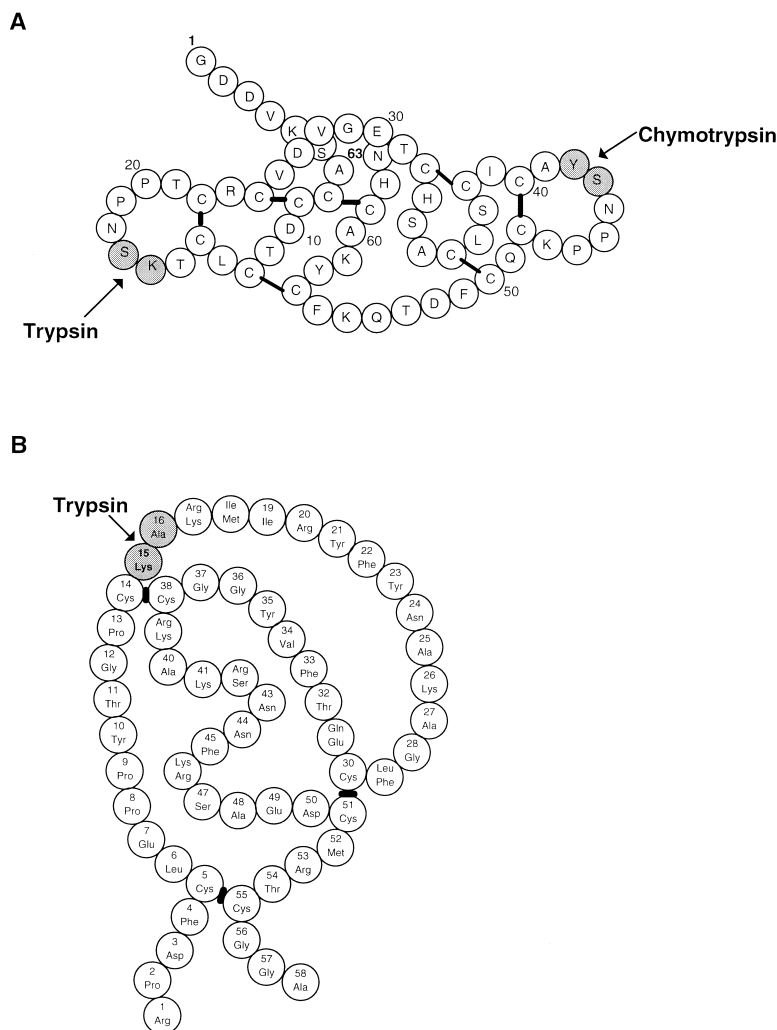 A
1
G D D V K S A C C D T C L C T K S N P P T C R C V D V G E T C H S A C L S C I C A Y S N P P K C Q C F D T Q K F C Y K A C H N
10
20
30
40
50
60
63
Trypsin
Chymotrypsin
B
Trypsin
1
Arg
2
Pro
3
Asp
4
Phe
5
Cys
6
Leu
7
Glu
8
Pro
9
Pro
10
Tyr
11
Thr
12
Gly
13
Pro
14
Cys
15
Lys
16
Ala
Arg
Lys
Ile
Met
19
Ile
20
Arg
21
Tyr
22
Phe
23
Tyr
24
Asn
25
Ala
26
Lys
27
Ala
28
Gly
Leu
Phe
30
Cys
Gln
Glu
32
Thr
33
Phe
34
Val
35
Tyr
36
Gly
37
Gly
38
Cys
Arg
Lys
40
Ala
41
Lys
Arg
Ser
43
Asn
44
Asn
45
Phe
Lys
Arg
47
Ser
48
Ala
49
Glu
50
Asp
51
Cys
52
Met
53
Arg
54
Thr
55
Cys
56
Gly
57
Gly
58
Ala